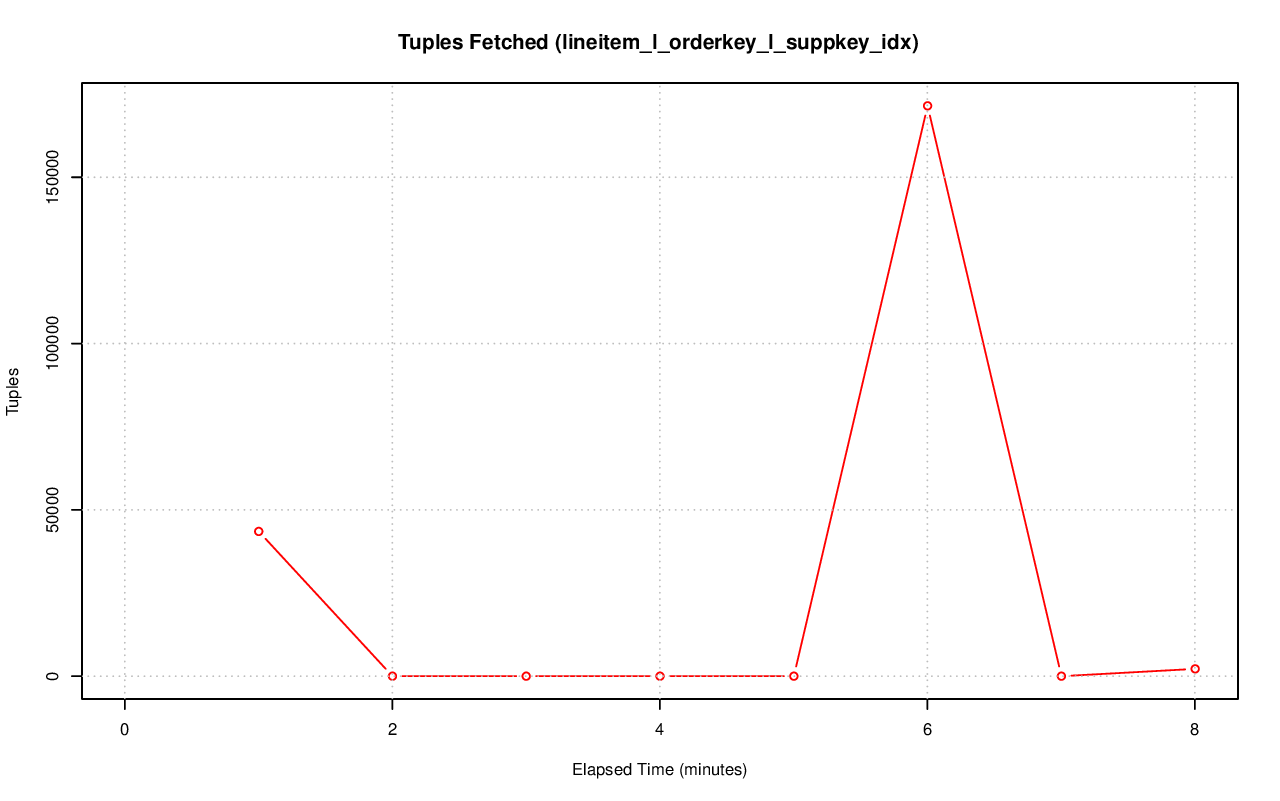 Tuples Fetched (lineitem_l_orderkey_l_suppkey_idx)
Tuples
150000
100000
50000
0
0 2 4 6 8
Elapsed Time (minutes)